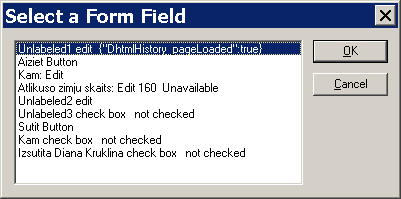 Select a Form Field
Unlabeled1 edit  {"DhtmlHistory_pageLoaded":true}
Aiziet Button
Kam: Edit
Atlikuso zimju skaits: Edit 160  Unavailable
Unlabeled2 edit
Unlabeled3 check box   not checked
Sutit Button
Kam check box   not checked
Izsutita Diana Kruklina check box   not checked
OK
Cancel